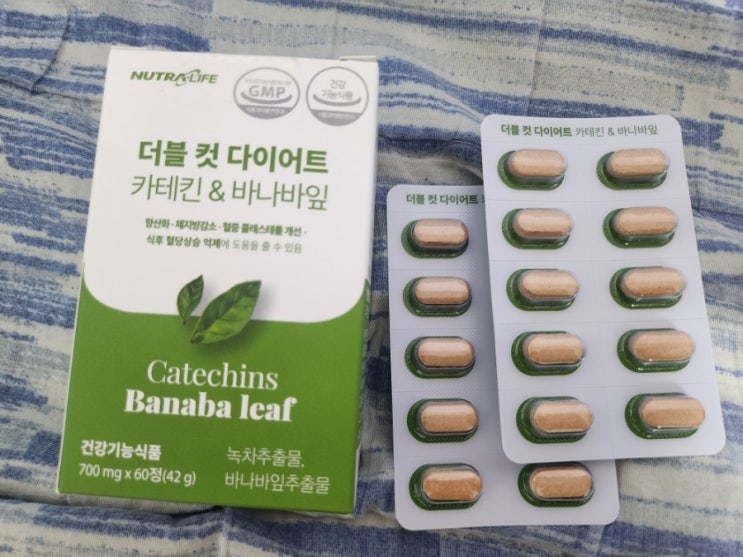 NUTRA-LIFE
GMP
건강
기능식품
더블 컷 다이어트
카테킨 & 바나바잎
항산화 · 체지방감소 · 혈중 콜레스테롤 개선 ·
식후 혈당상승 억제에 도움을 줄 수 있음
Catechins
Banaba leaf
건강기능식품
700 mg x 60정(42 g)
녹차추출물,
바나바잎추출물
더블 컷 다이어트
더블 컷 다이어트 카테킨 & 바나바잎